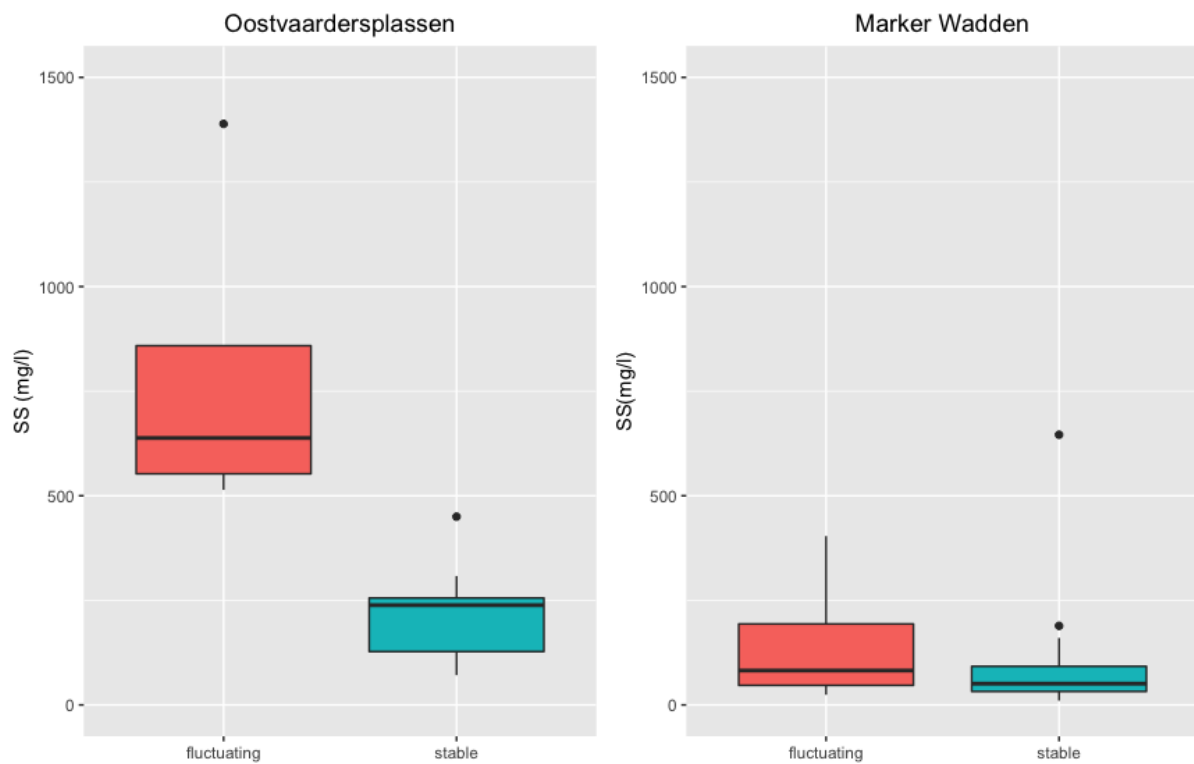 Oostvaardersplassen
SS (mg/l)
1500
1000
500
0
fluctuating
stable
Marker Wadden
SS(mg/l)
1500
1000
500
0
fluctuating
stable